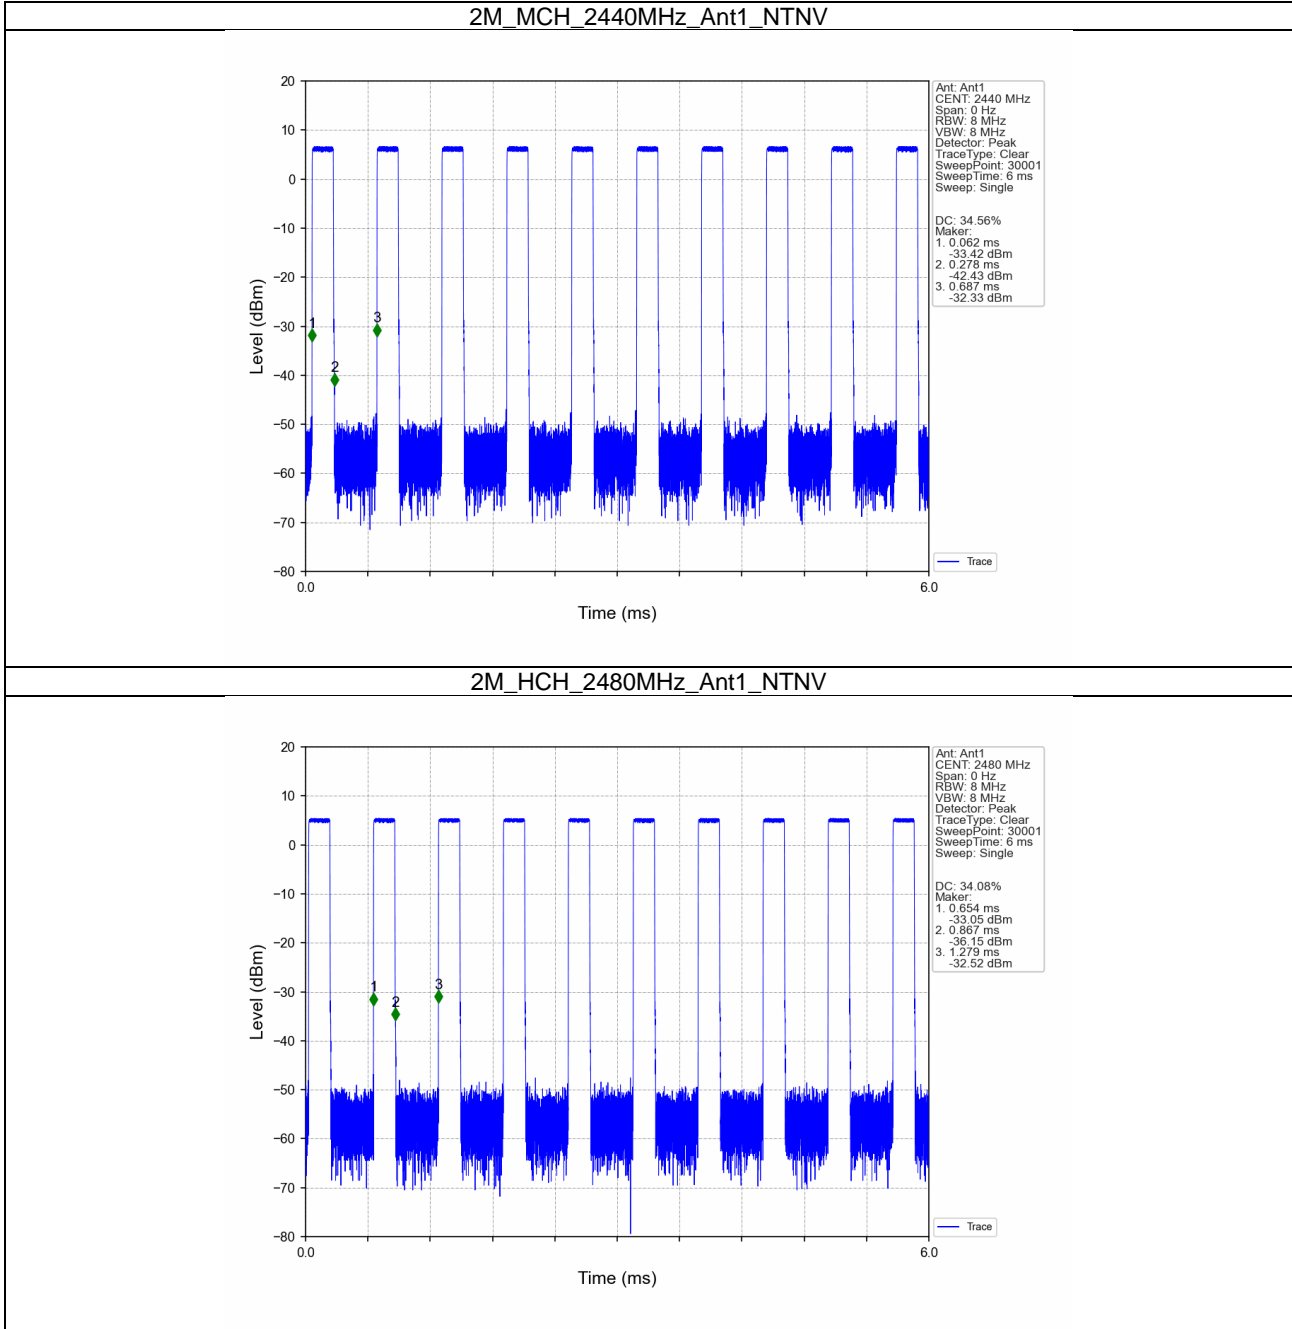 2M_MCH_2440MHz_Ant1_NTNV
20
10
0
−10
−20
−30
−40
−50
−60
−70
−80
Level (dBm)
1
2
3
0.0
6.0
Time (ms)
Ant: Ant1
CENT: 2440 MHz
Span: 0 Hz
RBW: 8 MHz
VBW: 8 MHz
Detector: Peak
TraceType: Clear
SweepPoint: 30001
SweepTime: 6 ms
Sweep: Single
DC: 34.56%
Maker:
1. 0.062 ms
-33.42 dBm
2. 0.278 ms
-42.43 dBm
3. 0.687 ms
-32.33 dBm
Trace
2M_HCH_2480MHz_Ant1_NTNV
20
10
0
−10
−20
−30
−40
−50
−60
−70
−80
Level (dBm)
1
2
3
0.0
6.0
Time (ms)
Ant: Ant1
CENT: 2480 MHz
Span: 0 Hz
RBW: 8 MHz
VBW: 8 MHz
Detector: Peak
TraceType: Clear
SweepPoint: 30001
SweepTime: 6 ms
Sweep: Single
DC: 34.08%
Maker:
1. 0.654 ms
-33.05 dBm
2. 0.867 ms
-36.15 dBm
3. 1.279 ms
-32.52 dBm
Trace